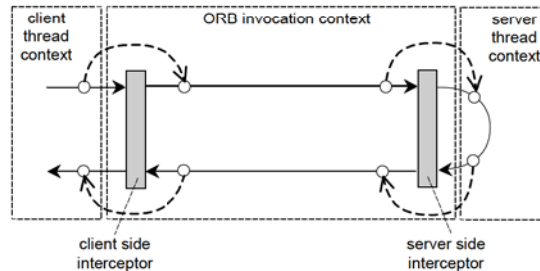 client
thread
context
ORB invocation context
server
thread
context
client side
interceptor
server side
interceptor